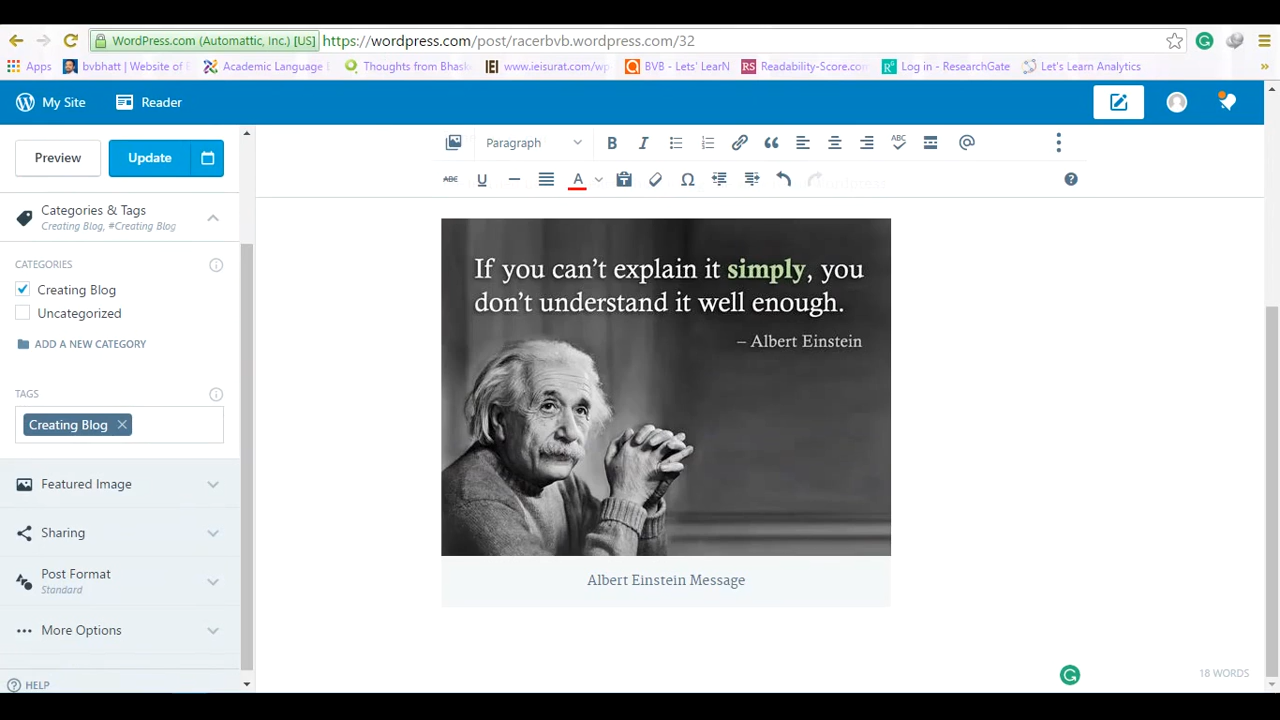 WordPress.com (Automattic, Inc.) [US] https://wordpress.com/post/racerbvb.wordpress.com/32
Apps bvbhatt | Website of Academic Language Thoughts from Bhask IEI www.ieisurat.com/wp BVB - Lets' LearN RS Readability-Score.com Log in - ResearchGate Let's Learn Analytics »
My Site Reader
Preview Update
Paragraph B I ABC
ABC U A
Categories & Tags
Creating Blog, #Creating Blog
CATEGORIES
Creating Blog
Uncategorized
ADD A NEW CATEGORY
TAGS
Creating Blog
Featured Image
Sharing
Post Format
Standard
More Options
HELP
If you can't explain it simply, you
don't understand it well enough.
– Albert Einstein
Albert Einstein Message
18 WORDS